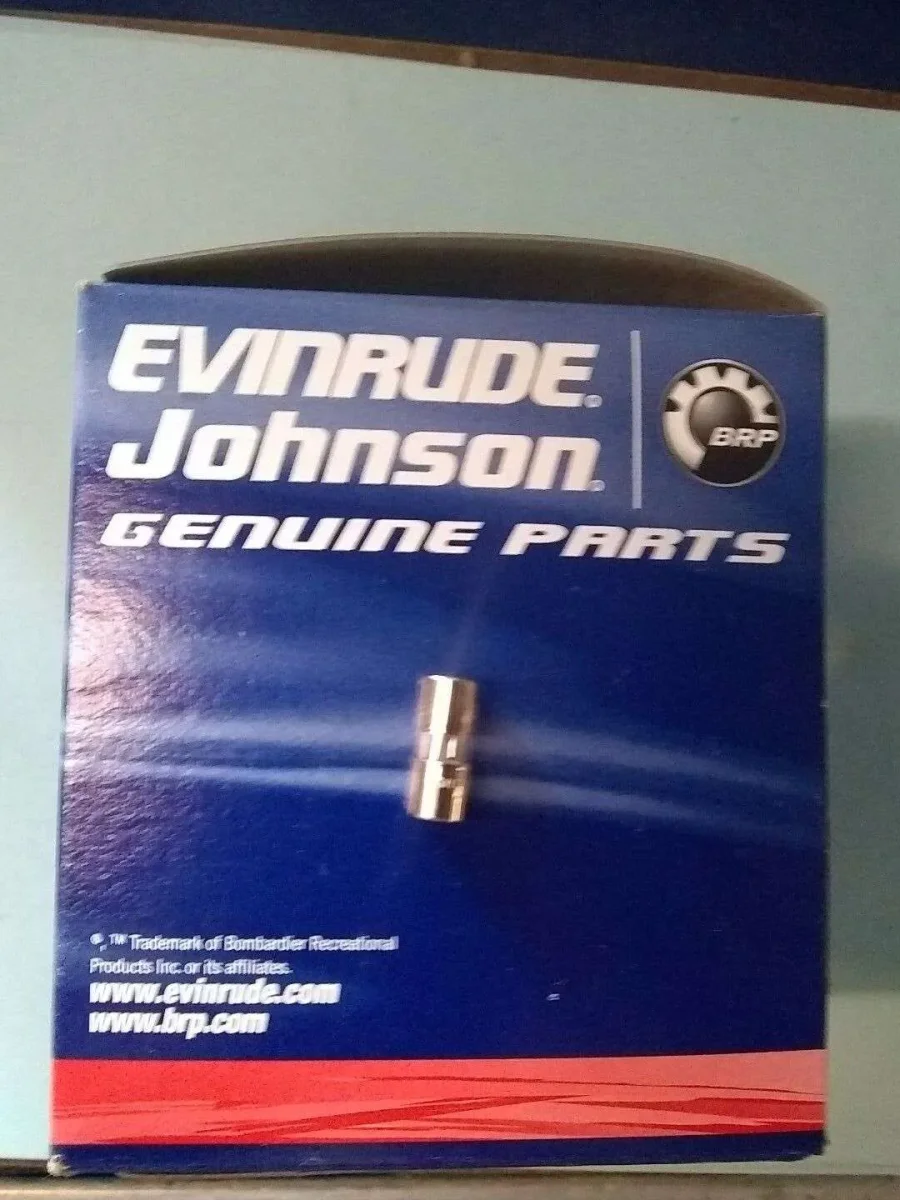 EVINRUDE®
Johnson®
BRP
GENUINE PARTS
®, ™ Trademark of Bombardier Recreational
Products Inc. or its affiliates.
www.evinrude.com
www.brp.com